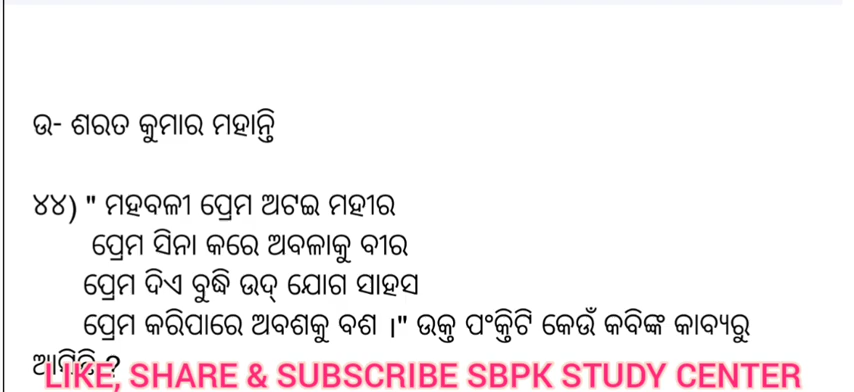 ଉ- ଶରତ କୁମାର ମହାନ୍ତି
୪୪) " ମହବଳୀ ପ୍ରେମ ଅଟଇ ମହୀର
ପ୍ରେମ ସିନା କରେ ଅବଳାକୁ ବୀର
ପ୍ରେମ ଦିଏ ବୁଦ୍ଧି ଉଦ୍ ଯୋଗ ସାହସ
ପ୍ରେମ କରିପାରେ ଅବଶକୁ ବଶ ।" ଉକ୍ତ ପଂକ୍ତିଟି କେଉଁ କବିଙ୍କ କାବ୍ୟରୁ
?
LIKE, SHARE & SUBSCRIBE SBPK STUDY CENTER